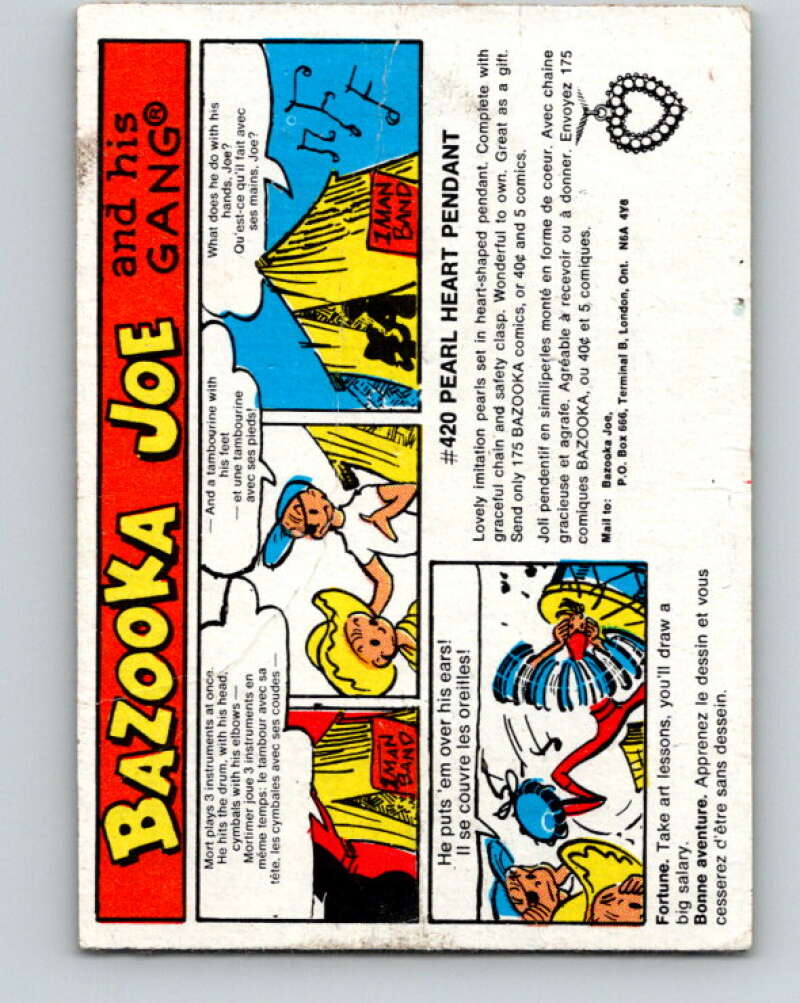 BAZOOKA JOE and his GANG®
Mort plays 3 instruments at once.
He hits the drum, with his head;
cymbals with his elbows —
Mortimer joue 3 instruments en
même temps: le tambour avec sa
tête, les cymbales avec ses coudes —
I MAN
BAND
— And a tambourine with
his feet
— et une tambourine
avec ses pieds!
What does he do with his
hands, Joe?
Qu'est-ce qu'il fait avec
ses mains, Joe?
I MAN
BAND
He puts 'em over his ears!
Il se couvre les oreilles!
Fortune. Take art lessons, you'll draw a
big salary.
Bonne aventure. Apprenez le dessin et vous
cesserez d'être sans dessein.
#420 PEARL HEART PENDANT
Lovely imitation pearls set in heart-shaped pendant. Complete with
graceful chain and safety clasp. Wonderful to own. Great as a gift.
Send only 175 BAZOOKA comics, or 40¢ and 5 comics.
Joli pendentif en similiperles monté en forme de coeur. Avec chaine
gracieuse et agrafe. Agréable à recevoir ou à donner. Envoyez 175
comiques BAZOOKA, ou 40¢ et 5 comiques.
Mail to: Bazooka Joe,
P.O. Box 666, Terminal B, London, Ont. N6A 4Y8